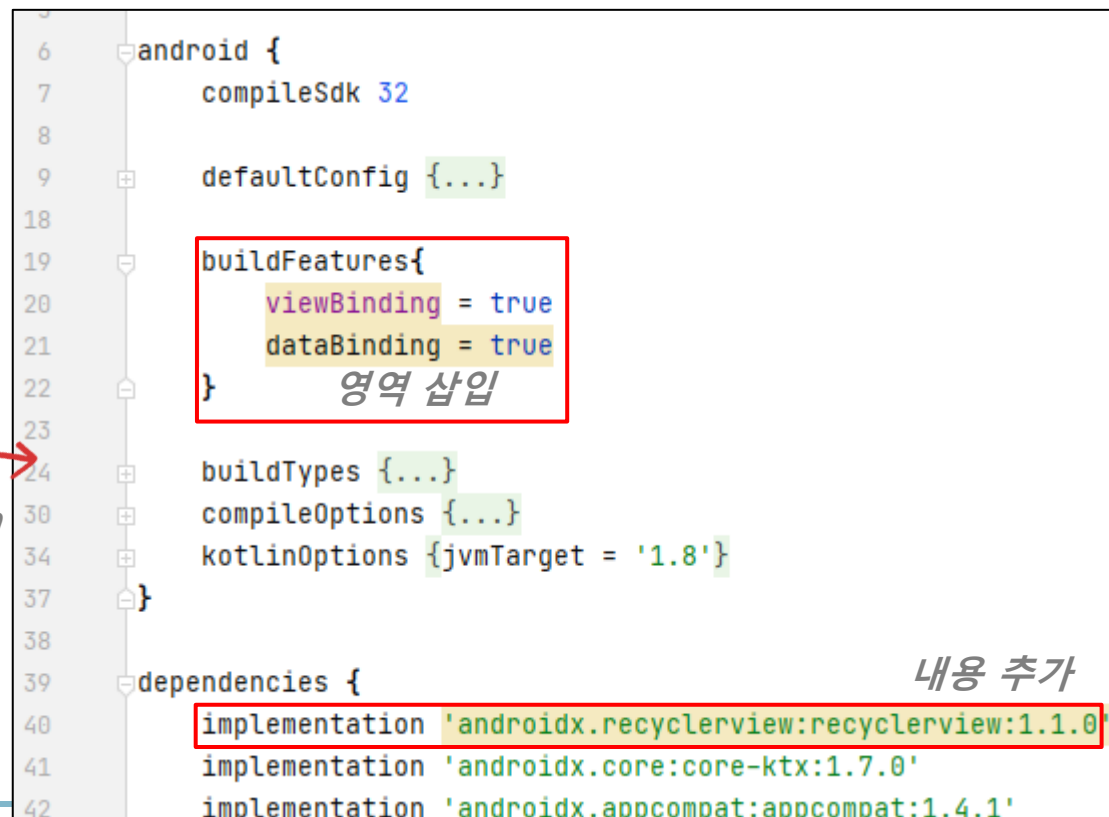 6 android {
7 compileSdk 32
8
9 defaultConfig {...}
18
19 buildFeatures{
20 viewBinding = true
21 dataBinding = true
22 } 영역 삽입
23
24 buildTypes {...}
30 compileOptions {...}
34 kotlinOptions {jvmTarget = '1.8'}
37 }
38
내용 추가
39 dependencies {
40 implementation 'androidx.recyclerview:recyclerview:1.1.0'
41 implementation 'androidx.core:core-ktx:1.7.0'
42 implementation 'androidx.appcompat:appcompat:1.4.1'